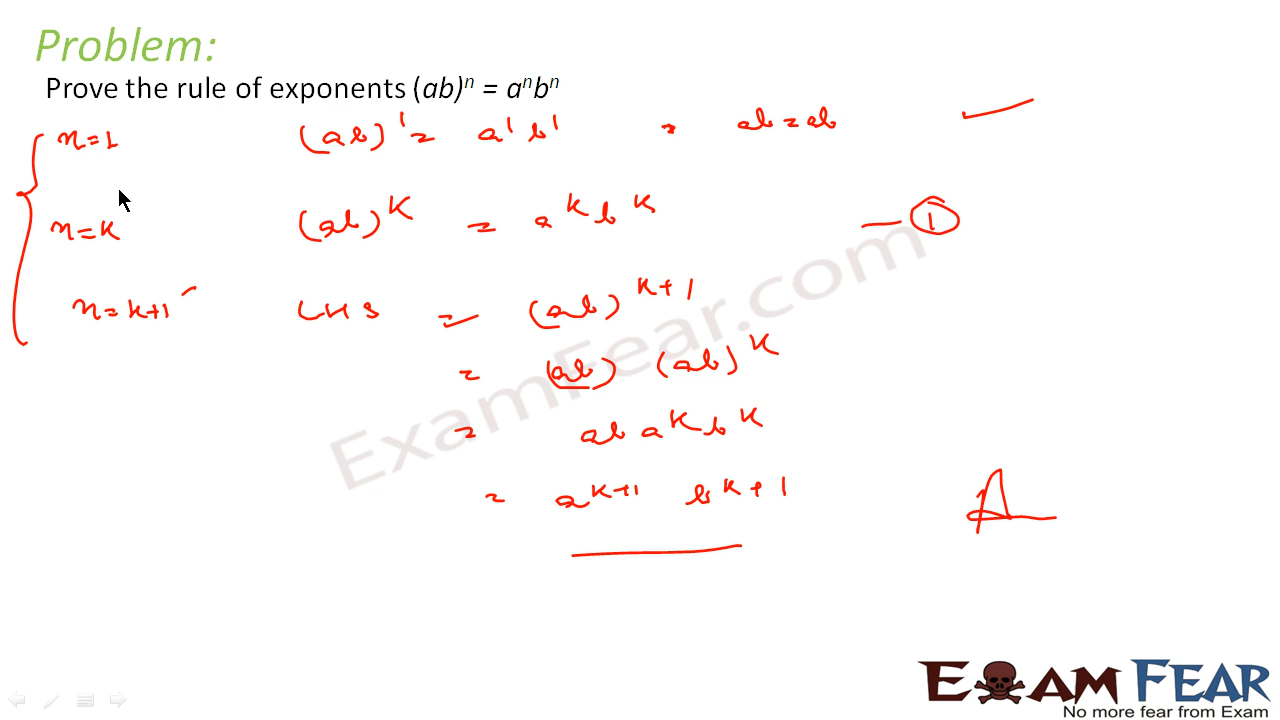 Problem:
Prove the rule of exponents (ab)ⁿ = aⁿbⁿ
n=1 (ab)¹ = a¹b¹ = ab = ab
n=k (ab)ᵏ = aᵏbᵏ — ①
n=k+1 LHS = (ab)ᵏ⁺¹
= (ab) (ab)ᵏ
= ab aᵏbᵏ
= aᵏ⁺¹ bᵏ⁺¹
ExamFear.com
EXAM FEAR
No more fear from Exam